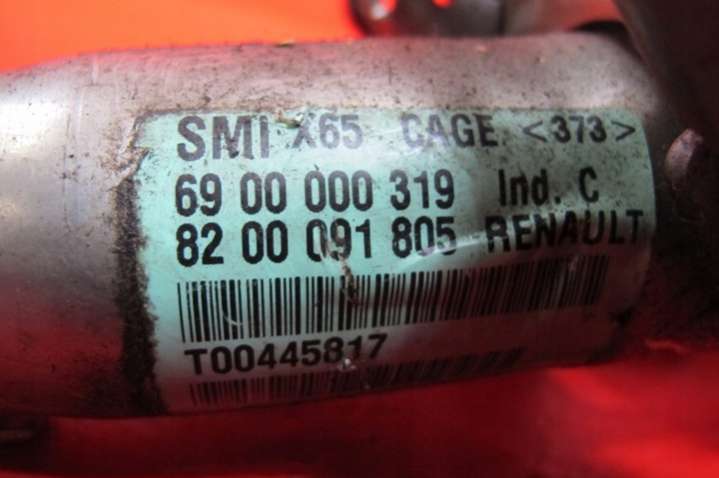 SMI X65 CAGE <373>
69 00 000 319 Ind. C
82 00 091 805 RENAULT
T00445817